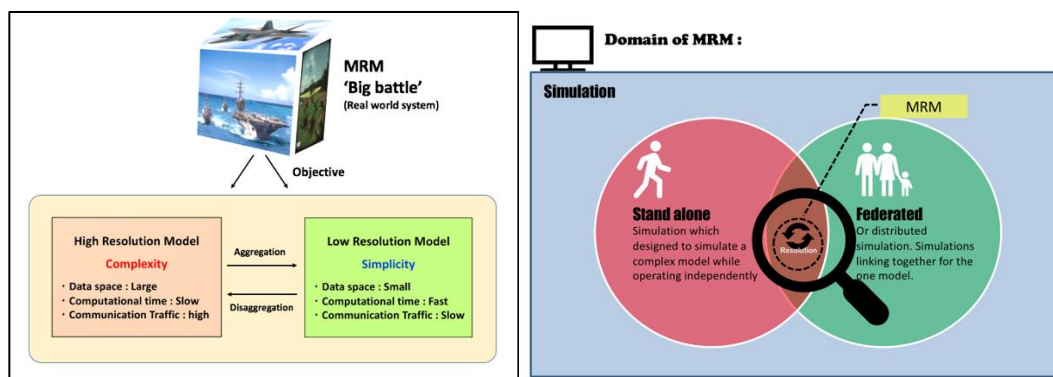 MRM
'Big battle'
(Real world system)
Objective
High Resolution Model
Complexity
· Data space : Large
· Computational time : Slow
· Communication Traffic : high
Aggregation
Disaggregation
Low Resolution Model
Simplicity
· Data space : Small
· Computational time : Fast
· Communication Traffic : Slow
Domain of MRM :
Simulation
MRM
Stand alone
Simulation which
designed to simulate a
complex model while
operating independently
Resolution
Federated
Or distributed
simulation. Simulations
linking together for the
one model.